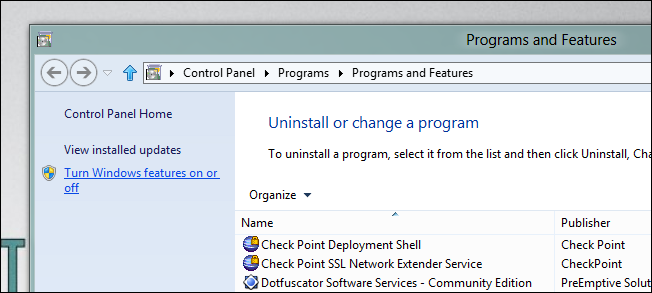 Programs and Features
Control Panel Programs Programs and Features
Control Panel Home
View installed updates
Turn Windows features on or
off
Uninstall or change a program
To uninstall a program, select it from the list and then click Uninstall, Cha
Organize
Name Publisher
Check Point Deployment Shell Check Point
Check Point SSL Network Extender Service CheckPoint
Dotfuscator Software Services - Community Edition PreEmptive Solut